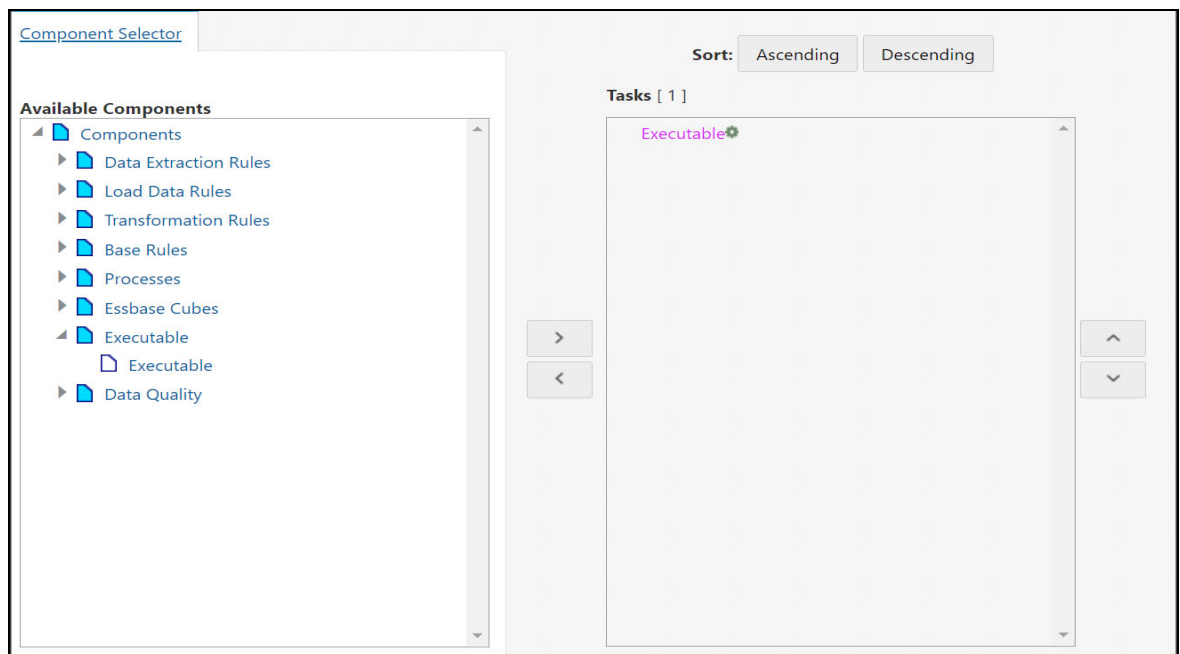 Component Selector
Sort: Ascending Descending
Tasks [ 1 ]
Available Components
Components
Data Extraction Rules
Load Data Rules
Transformation Rules
Base Rules
Processes
Essbase Cubes
Executable
Executable
Data Quality
Executable